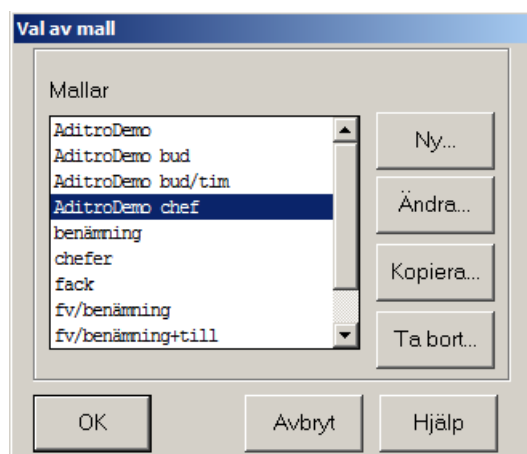 Val av mall
Mallar
AditroDemo
AditroDemo bud
AditroDemo bud/tim
AditroDemo chef
benämning
chefer
fack
fv/benämning
fv/benämning+till
Ny...
Ändra...
Kopiera...
Ta bort...
OK
Avbryt
Hjälp